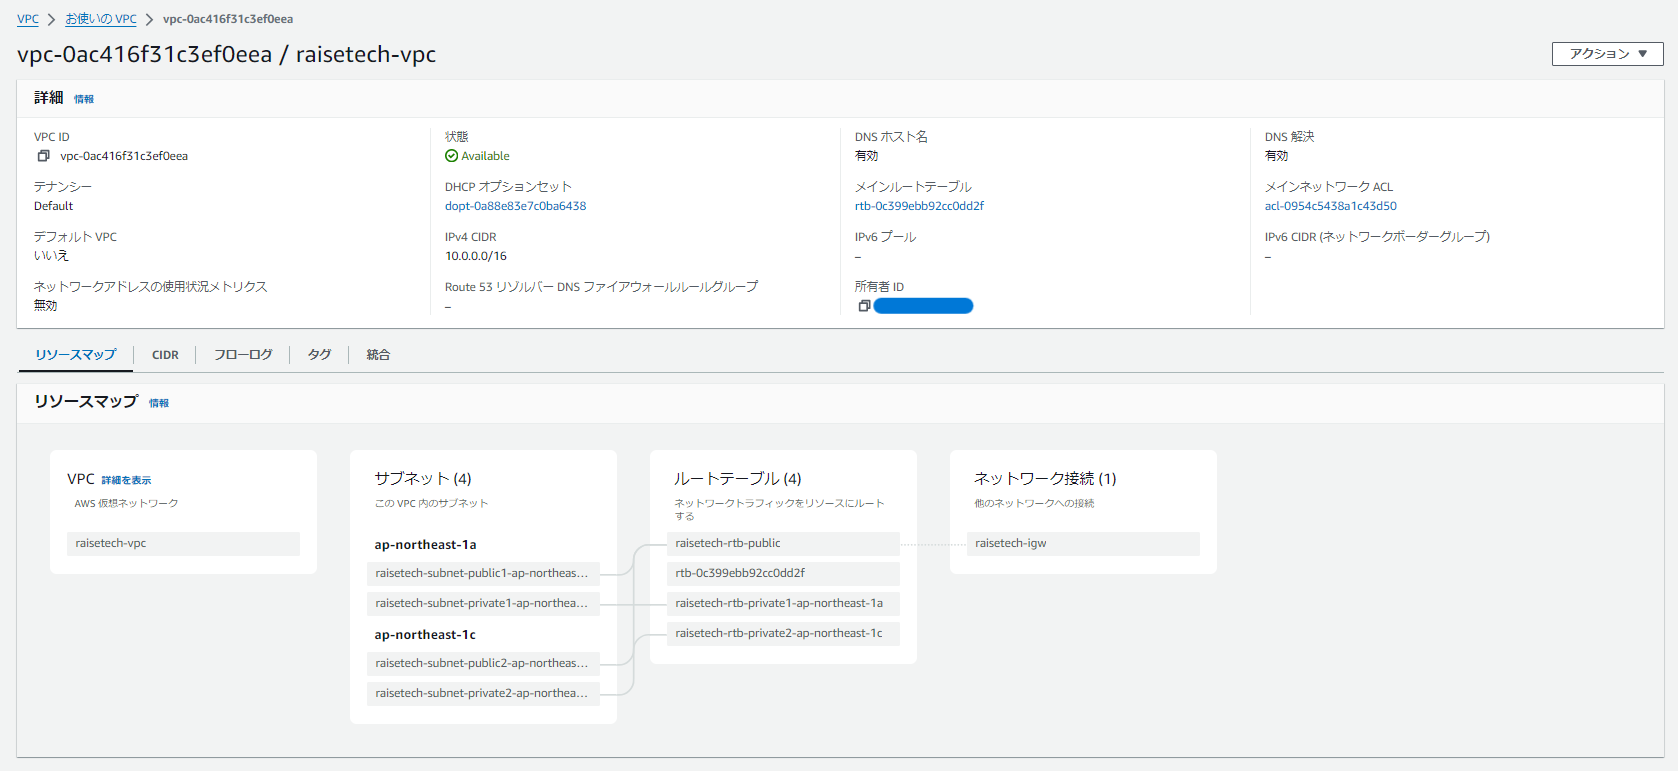 VPC > お使いの VPC > vpc-0ac416f31c3ef0eea
vpc-0ac416f31c3ef0eea / raisetech-vpc
アクション ▼
詳細 情報
VPC ID
vpc-0ac416f31c3ef0eea
状態
Available
DNS ホスト名
有効
DNS 解決
有効
テナンシー
Default
DHCP オプションセット
dopt-0a88e83e7c0ba6438
メインルートテーブル
rtb-0c399ebb92cc0dd2f
メインネットワーク ACL
acl-0954c5438a1c43d50
デフォルト VPC
いいえ
IPv4 CIDR
10.0.0.0/16
IPv6 プール
–
IPv6 CIDR (ネットワークボーダーグループ)
–
ネットワークアドレスの使用状況メトリクス
無効
Route 53 リゾルバー DNS ファイアウォールルールグループ
–
所有者 ID
リソースマップ
CIDR
フローログ
タグ
統合
リソースマップ 情報
VPC 詳細を表示
AWS 仮想ネットワーク
raisetech-vpc
サブネット (4)
この VPC 内のサブネット
ap-northeast-1a
raisetech-subnet-public1-ap-northeas...
raisetech-subnet-private1-ap-northea...
ap-northeast-1c
raisetech-subnet-public2-ap-northeas...
raisetech-subnet-private2-ap-northea...
ルートテーブル (4)
ネットワークトラフィックをリソースにルート
する
raisetech-rtb-public
rtb-0c399ebb92cc0dd2f
raisetech-rtb-private1-ap-northeast-1a
raisetech-rtb-private2-ap-northeast-1c
ネットワーク接続 (1)
他のネットワークへの接続
raisetech-igw